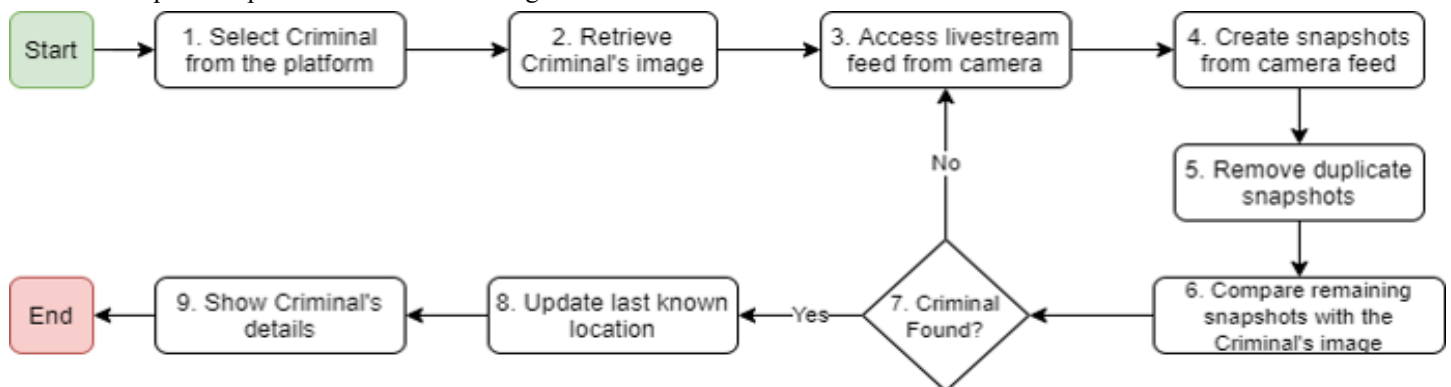 Start
1. Select Criminal
from the platform
2. Retrieve
Criminal's image
3. Access livestream
feed from camera
4. Create snapshots
from camera feed
5. Remove duplicate
snapshots
6. Compare remaining
snapshots with the
Criminal's image
7. Criminal
Found?
No
Yes
8. Update last known
location
9. Show Criminal's
details
End